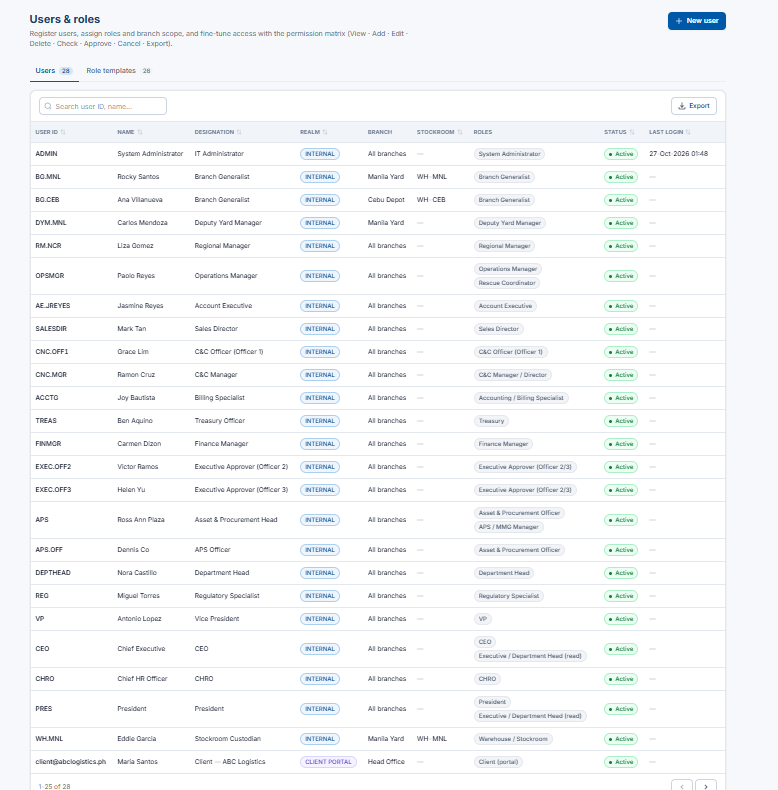 Users & roles
Register users, assign roles and branch scope, and fine-tune access with the permission matrix (View · Add · Edit ·
Delete · Check · Approve · Cancel · Export).
+ New user
Users 28 Role templates 26
Search user ID, name...
Export
USER ID NAME DESIGNATION REALM BRANCH STOCKROOM ROLES STATUS LAST LOGIN
ADMIN System Administrator IT Administrator INTERNAL All branches — System Administrator Active 27-Oct-2026 01:48
BG.MNL Rocky Santos Branch Generalist INTERNAL Manila Yard WH-MNL Branch Generalist Active —
BG.CEB Ana Villanueva Branch Generalist INTERNAL Cebu Depot WH-CEB Branch Generalist Active —
DYM.MNL Carlos Mendoza Deputy Yard Manager INTERNAL Manila Yard — Deputy Yard Manager Active —
RM.NCR Liza Gomez Regional Manager INTERNAL All branches — Regional Manager Active —
OPSMGR Paolo Reyes Operations Manager INTERNAL All branches — Operations Manager Active —
Rescue Coordinator
AE.JREYES Jasmine Reyes Account Executive INTERNAL All branches — Account Executive Active —
SALESDIR Mark Tan Sales Director INTERNAL All branches — Sales Director Active —
CNC.OFF1 Grace Lim C&C Officer (Officer 1) INTERNAL All branches — C&C Officer (Officer 1) Active —
CNC.MGR Ramon Cruz C&C Manager INTERNAL All branches — C&C Manager / Director Active —
ACCTG Joy Bautista Billing Specialist INTERNAL All branches — Accounting / Billing Specialist Active —
TREAS Ben Aquino Treasury Officer INTERNAL All branches — Treasury Active —
FINMGR Carmen Dizon Finance Manager INTERNAL All branches — Finance Manager Active —
EXEC.OFF2 Victor Ramos Executive Approver (Officer 2) INTERNAL All branches — Executive Approver (Officer 2/3) Active —
EXEC.OFF3 Helen Yu Executive Approver (Officer 3) INTERNAL All branches — Executive Approver (Officer 2/3) Active —
APS Ross Ann Plaza Asset & Procurement Head INTERNAL All branches — Asset & Procurement Officer Active —
APS / MMG Manager
APS.OFF Dennis Co APS Officer INTERNAL All branches — Asset & Procurement Officer Active —
DEPTHEAD Nora Castillo Department Head INTERNAL All branches — Department Head Active —
REG Miguel Torres Regulatory Specialist INTERNAL All branches — Regulatory Specialist Active —
VP Antonio Lopez Vice President INTERNAL All branches — VP Active —
CEO Chief Executive CEO INTERNAL All branches — CEO Active —
Executive / Department Head (read)
CHRO Chief HR Officer CHRO INTERNAL All branches — CHRO Active —
PRES President President INTERNAL All branches — President Active —
Executive / Department Head (read)
WH.MNL Eddie Garcia Stockroom Custodian INTERNAL Manila Yard WH-MNL Warehouse / Stockroom Active —
client@abclogistics.ph Maria Santos Client — ABC Logistics CLIENT PORTAL Head Office — Client (portal) Active —
1-25 of 28